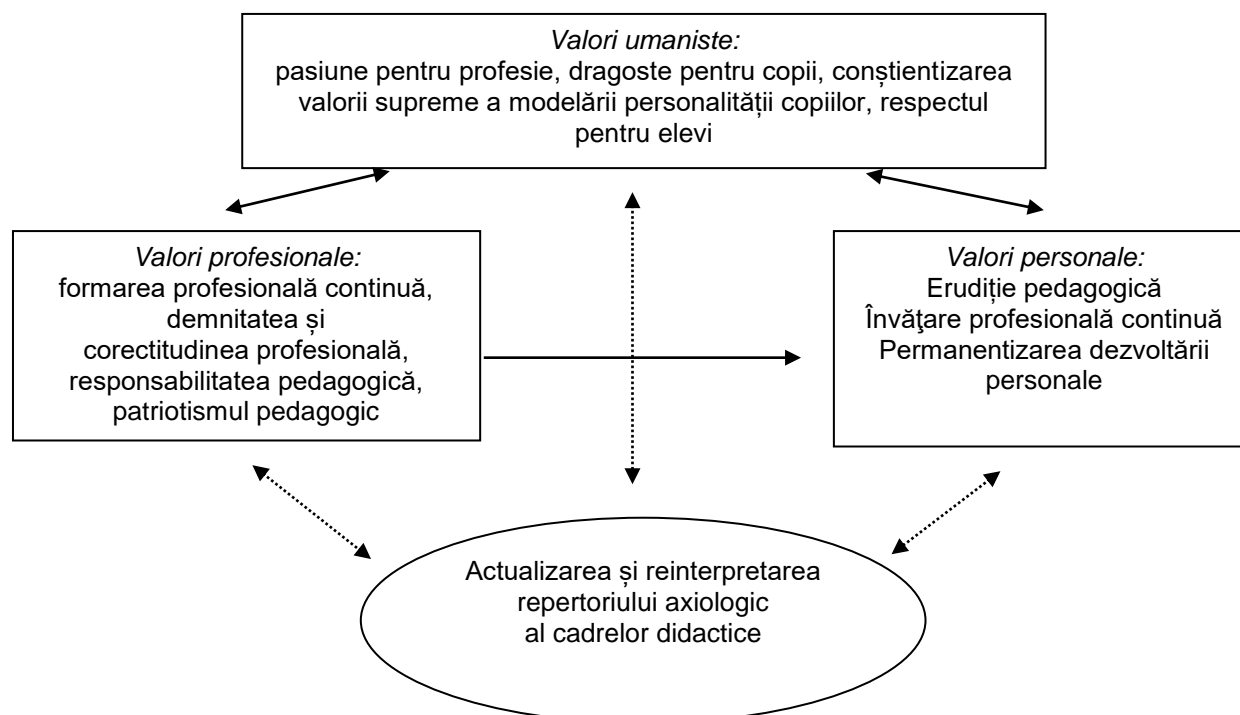 Valori umaniste:
pasiune pentru profesie, dragoste pentru copii, conștientizarea
valorii supreme a modelării personalității copiilor, respectul
pentru elevi
Valori profesionale:
formarea profesională continuă,
demnitatea și
corectitudinea profesională,
responsabilitatea pedagogică,
patriotismul pedagogic
Valori personale:
Erudiție pedagogică
Învăţare profesională continuă
Permanentizarea dezvoltării
personale
Actualizarea și reinterpretarea
repertoriului axiologic
al cadrelor didactice